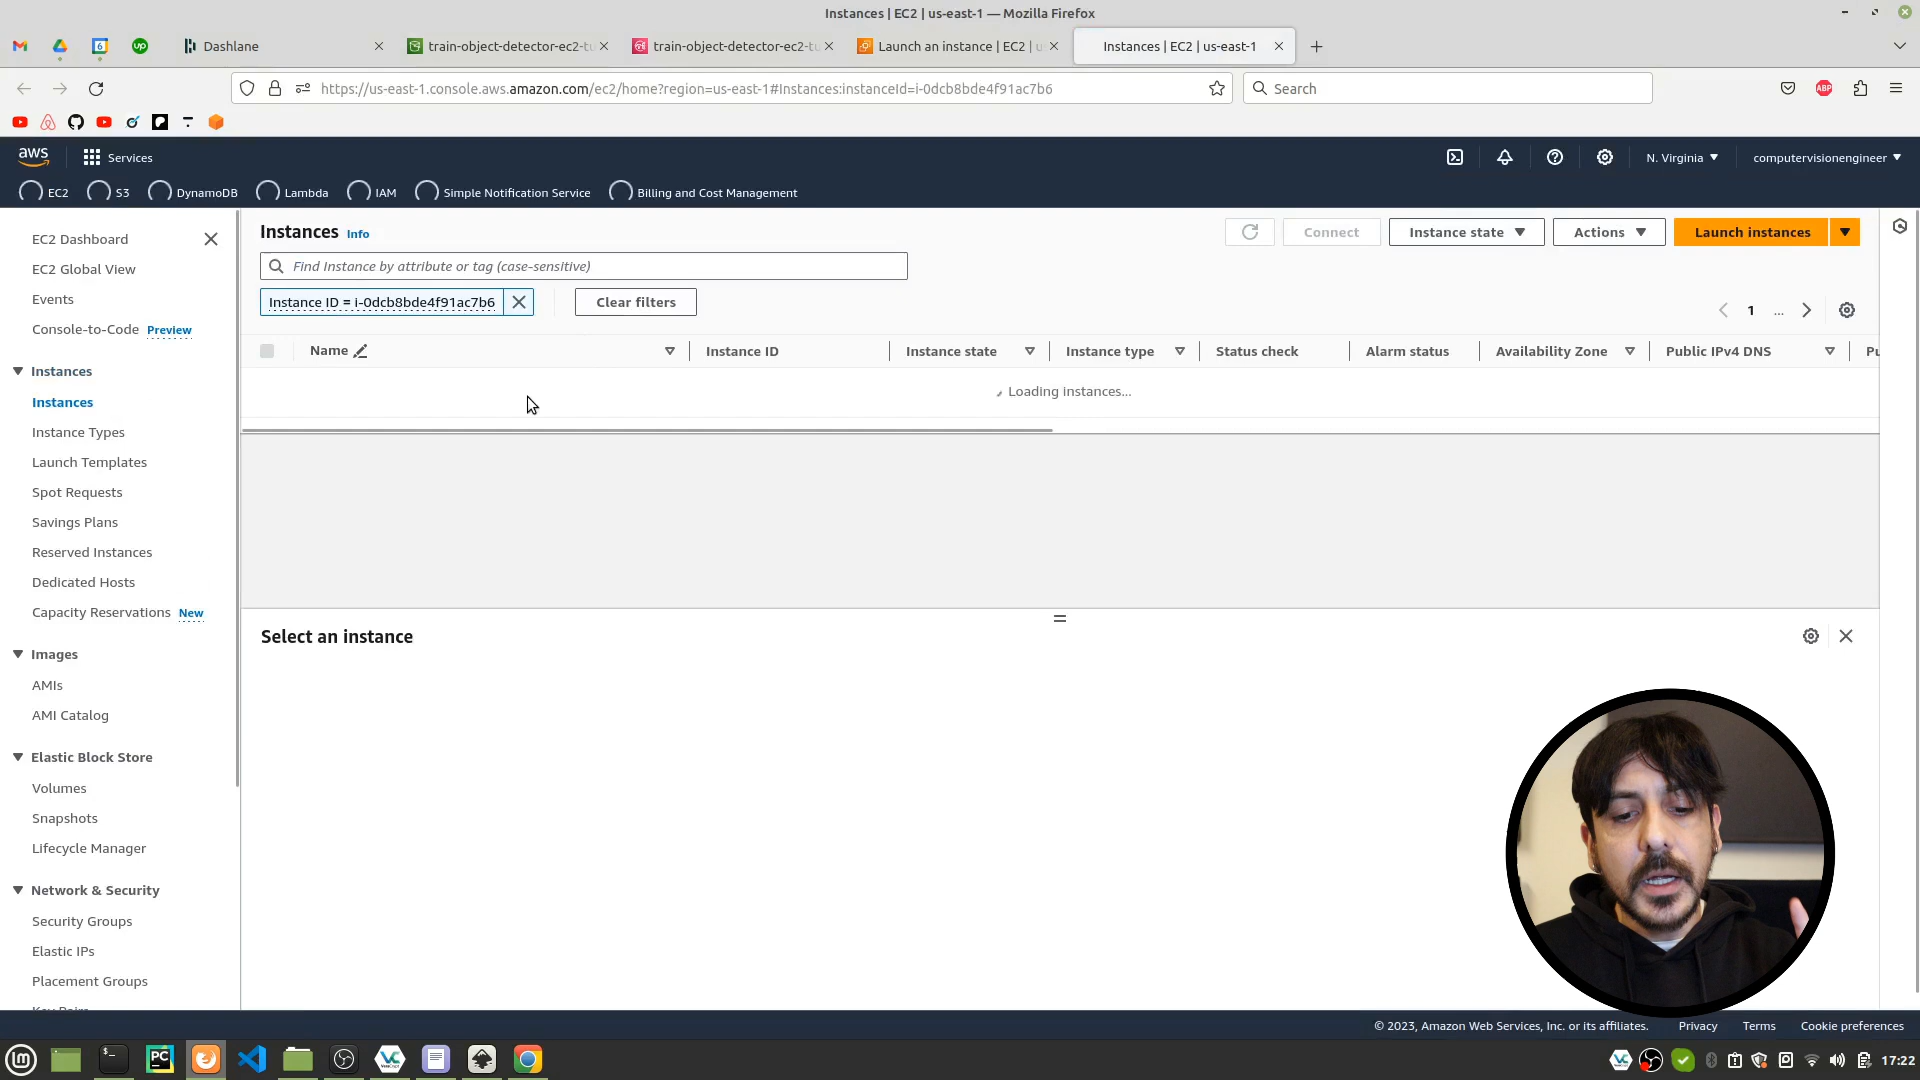 Instances | EC2 | us-east-1 — Mozilla Firefox
Dashlane
train-object-detector-ec2-tu
train-object-detector-ec2-tu
Launch an instance | EC2 | u
Instances | EC2 | us-east-1
https://us-east-1.console.aws.amazon.com/ec2/home?region=us-east-1#Instances:instanceId=i-0dcb8bde4f91ac7b6
Search
ABP
aws
Services
N. Virginia
computervisionengineer
EC2
S3
DynamoDB
Lambda
IAM
Simple Notification Service
Billing and Cost Management
EC2 Dashboard
EC2 Global View
Events
Console-to-Code Preview
Instances
Instances
Instance Types
Launch Templates
Spot Requests
Savings Plans
Reserved Instances
Dedicated Hosts
Capacity Reservations New
Images
AMIs
AMI Catalog
Elastic Block Store
Volumes
Snapshots
Lifecycle Manager
Network & Security
Security Groups
Elastic IPs
Placement Groups
Instances Info
Connect
Instance state
Actions
Launch instances
Find Instance by attribute or tag (case-sensitive)
Instance ID = i-0dcb8bde4f91ac7b6
Clear filters
1 ...
Name
Instance ID
Instance state
Instance type
Status check
Alarm status
Availability Zone
Public IPv4 DNS
Loading instances...
Select an instance
© 2023, Amazon Web Services, Inc. or its affiliates.
Privacy
Terms
Cookie preferences
PC
17:22